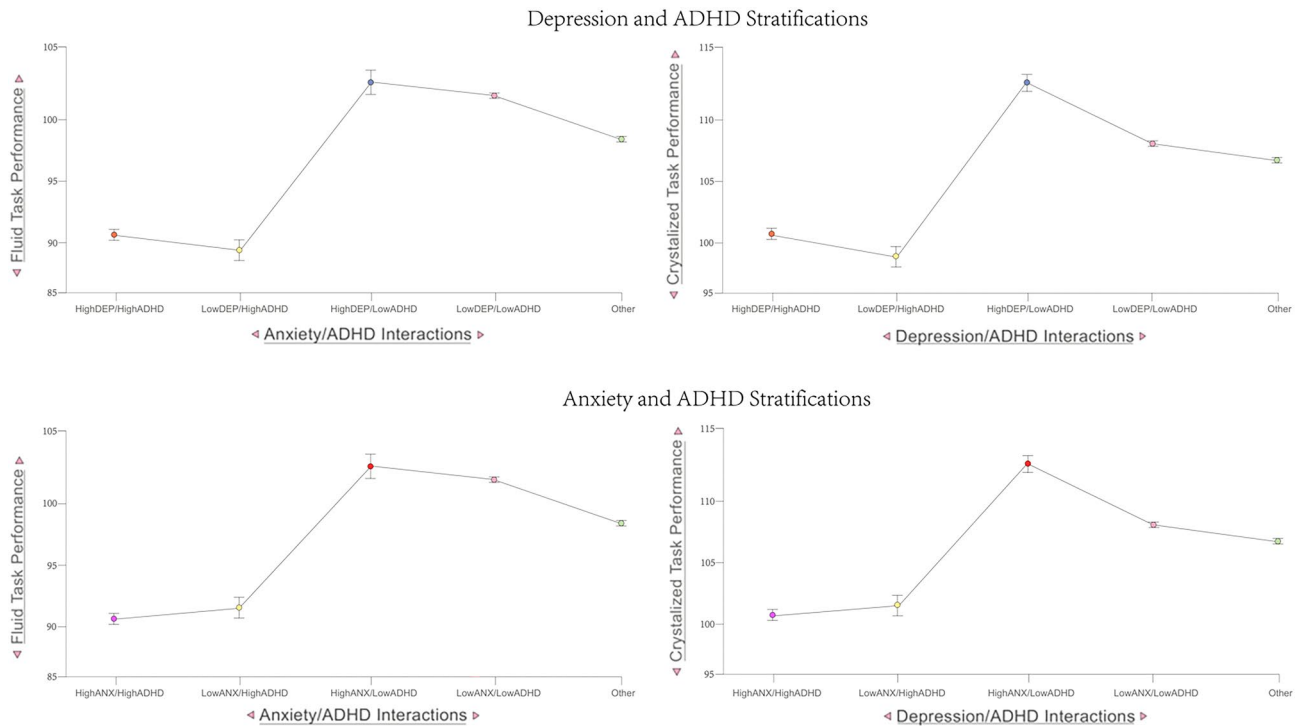 Depression and ADHD Stratifications
Fluid Task Performance
105
100
95
90
85
HighDEP/HighADHD LowDEP/HighADHD HighDEP/LowADHD LowDEP/LowADHD Other
Anxiety/ADHD Interactions
Crystalized Task Performance
115
110
105
100
95
HighDEP/HighADHD LowDEP/HighADHD HighDEP/LowADHD LowDEP/LowADHD Other
Depression/ADHD Interactions
Anxiety and ADHD Stratifications
Fluid Task Performance
105
100
95
90
85
HighANX/HighADHD LowANX/HighADHD HighANX/LowADHD LowANX/LowADHD Other
Anxiety/ADHD Interactions
Crystalized Task Performance
115
110
105
100
95
HighANX/HighADHD LowANX/HighADHD HighANX/LowADHD LowANX/LowADHD Other
Depression/ADHD Interactions